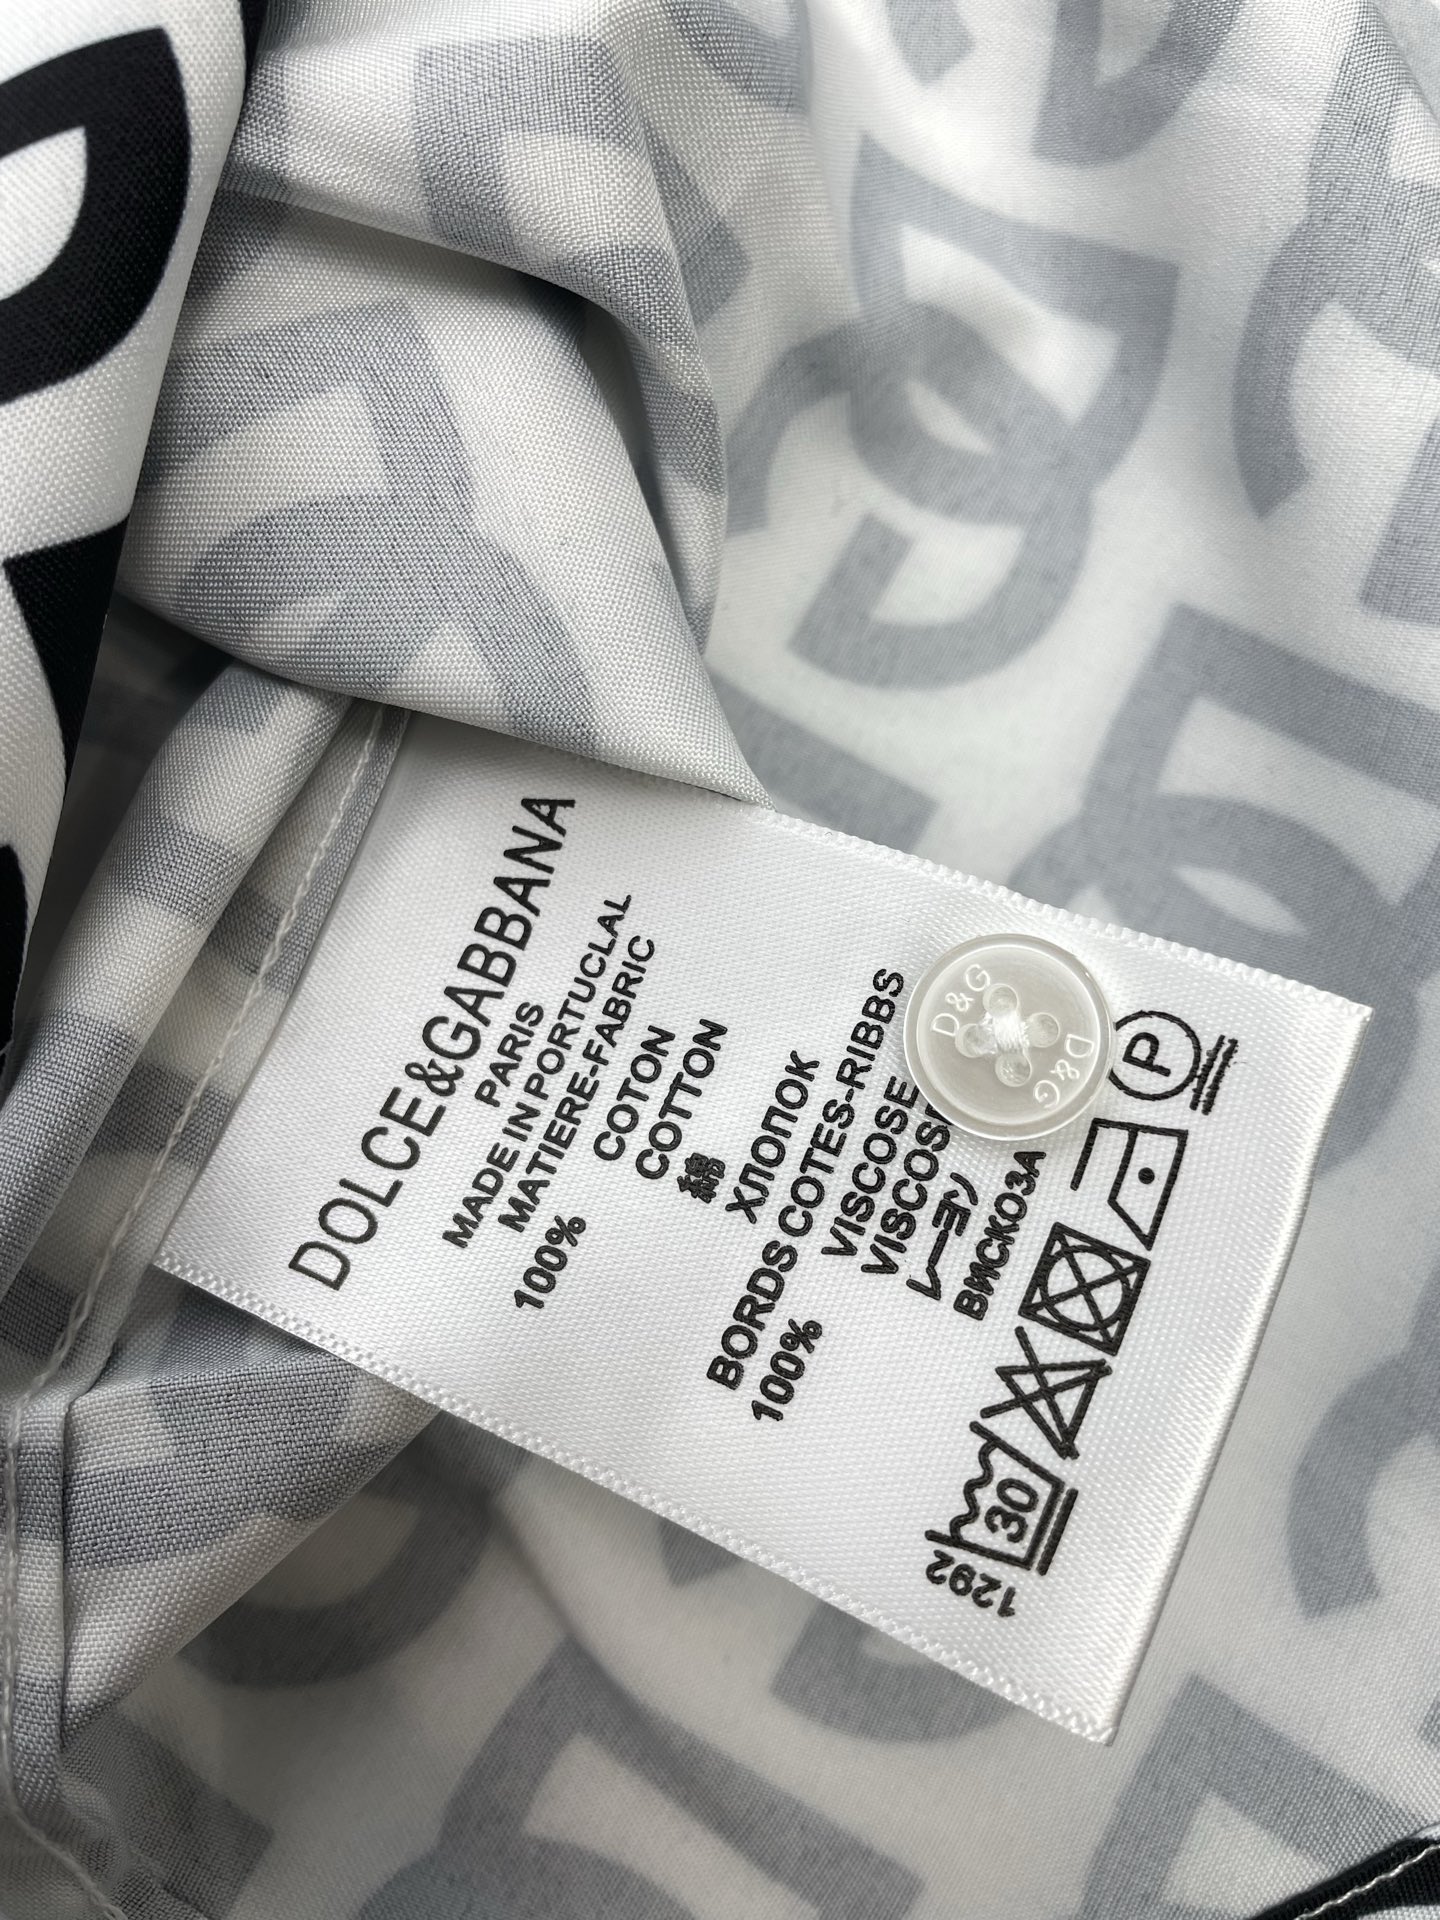 DOLCE&GABBANA
PARIS
MADE IN PORTUCLAL
MATIERE-FABRIC
100%
COTON
COTTON
綿
ХЛОПОК
BORDS COTES-RIBBS
100%
VISCOSE
VISCOSE
レーヨン
ВИСКОЗА
30
P
1292
D&G
D&G